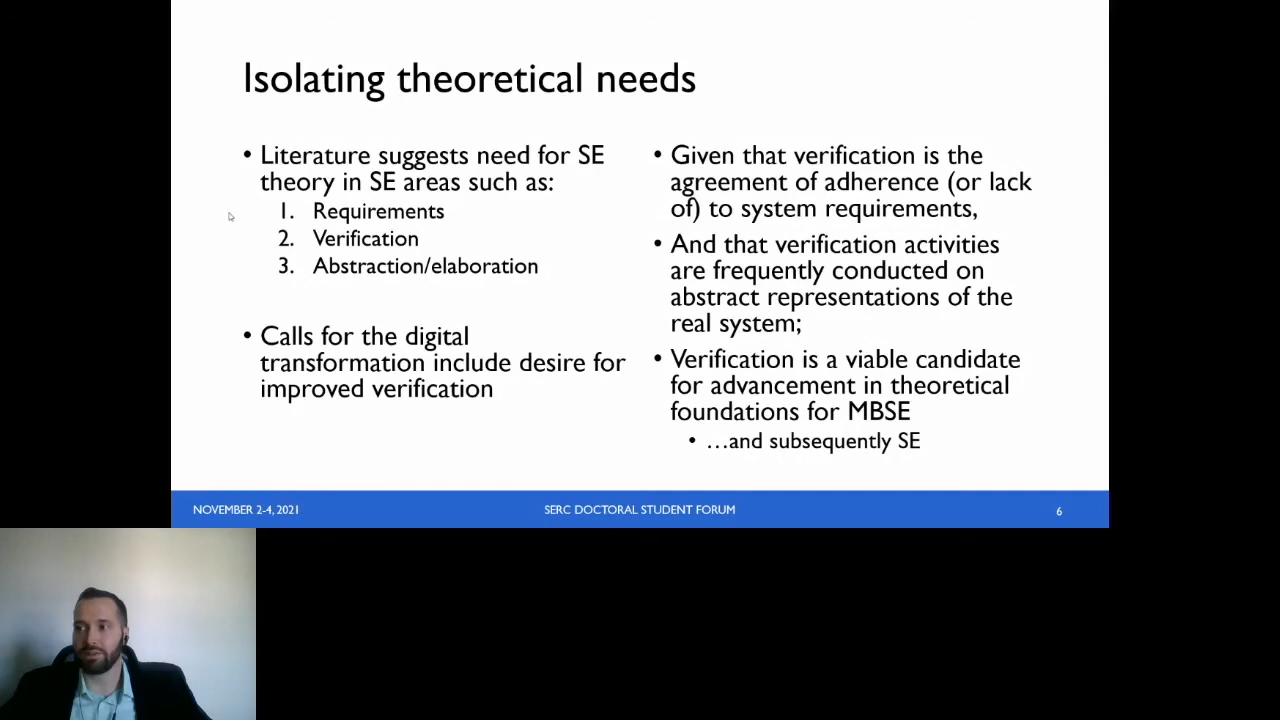 Isolating theoretical needs
• Literature suggests need for SE
theory in SE areas such as:
1. Requirements
2. Verification
3. Abstraction/elaboration
• Calls for the digital
transformation include desire for
improved verification
• Given that verification is the
agreement of adherence (or lack
of) to system requirements,
• And that verification activities
are frequently conducted on
abstract representations of the
real system;
• Verification is a viable candidate
for advancement in theoretical
foundations for MBSE
• …and subsequently SE
NOVEMBER 2-4, 2021
SERC DOCTORAL STUDENT FORUM
6